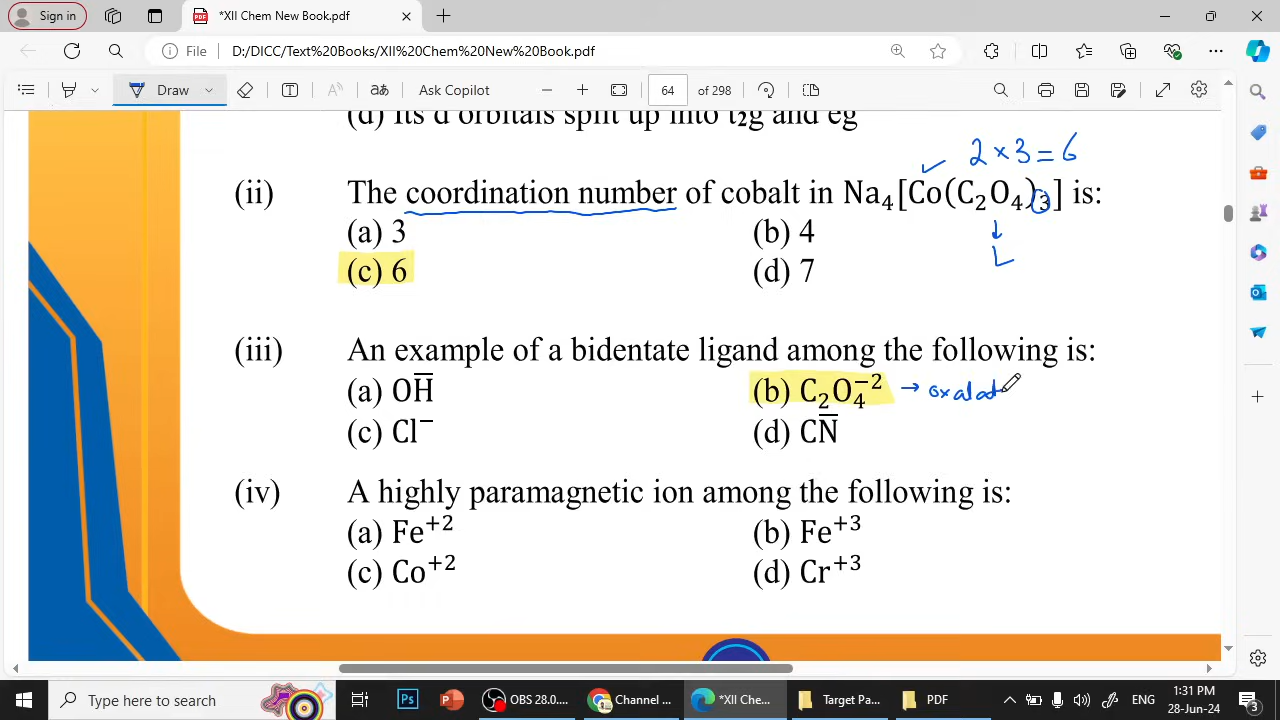 Sign in
*XII Chem New Book.pdf
File
D:/DICC/Text%20Books/XII%20Chem%20New%20Book.pdf
Draw
Ask Copilot
64 of 298
(d) Its d orbitals split up into t₂g and eg
2 × 3 = 6
(ii) The coordination number of cobalt in Na₄[Co(C₂O₄)₃] is:
(a) 3 (b) 4
(c) 6 (d) 7
L
(iii) An example of a bidentate ligand among the following is:
(a) OH̅ (b) C₂O₄⁻² → oxalat
(c) Cl⁻ (d) CN̅
(iv) A highly paramagnetic ion among the following is:
(a) Fe⁺² (b) Fe⁺³
(c) Co⁺² (d) Cr⁺³
Type here to search
OBS 28.0....
Channel ...
*XII Che...
Target Pa...
PDF
ENG
1:31 PM
28-Jun-24
3